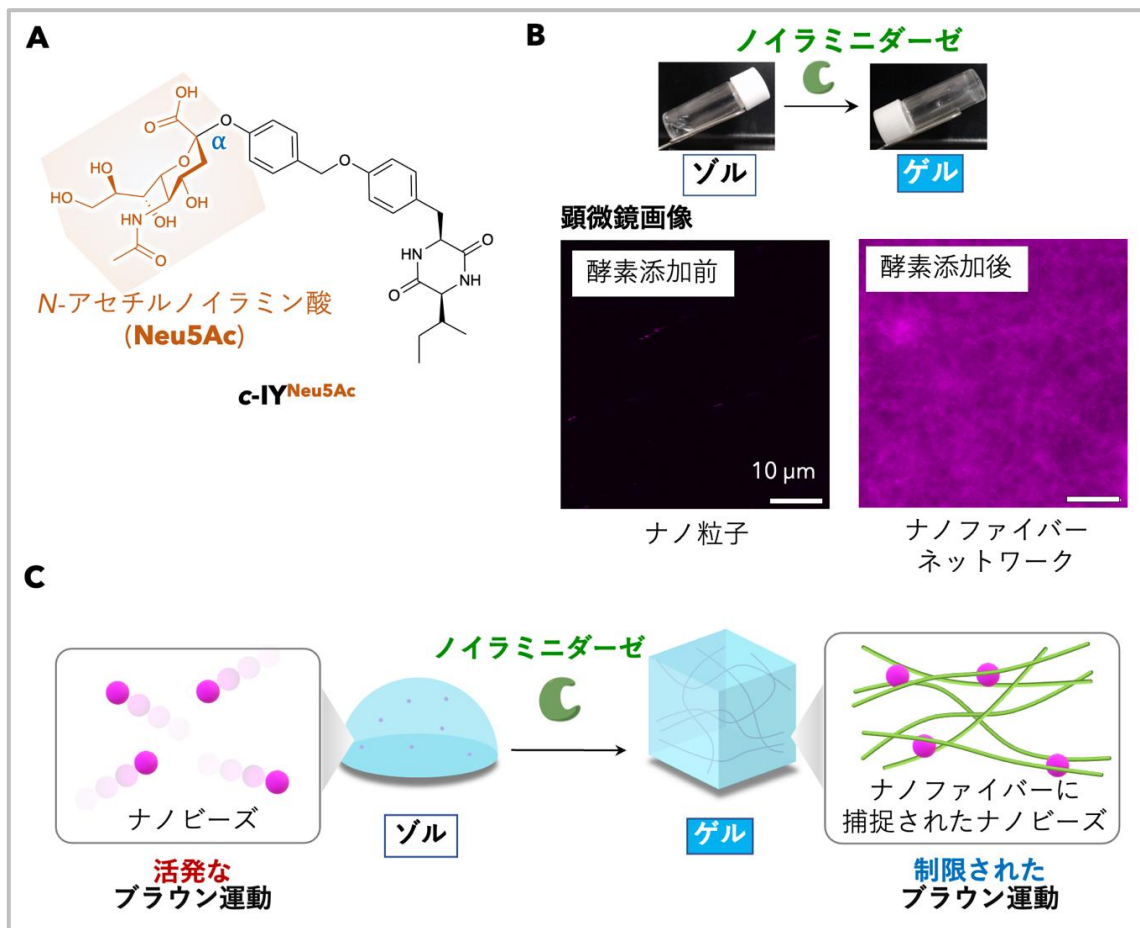 A
OH
O
O
α
O
HO
HO
HN
OH
OH
O
O
HN
O
O
NH
N-アセチルノイラミン酸
(Neu5Ac)
c-IYNeu5Ac
B
ノイラミニダーゼ
ゾル
ゲル
顕微鏡画像
酵素添加前
酵素添加後
10 μm
ナノ粒子
ナノファイバー
ネットワーク
C
ノイラミニダーゼ
ナノビーズ
ゾル
ゲル
ナノファイバーに
捕捉されたナノビーズ
活発な
ブラウン運動
制限された
ブラウン運動